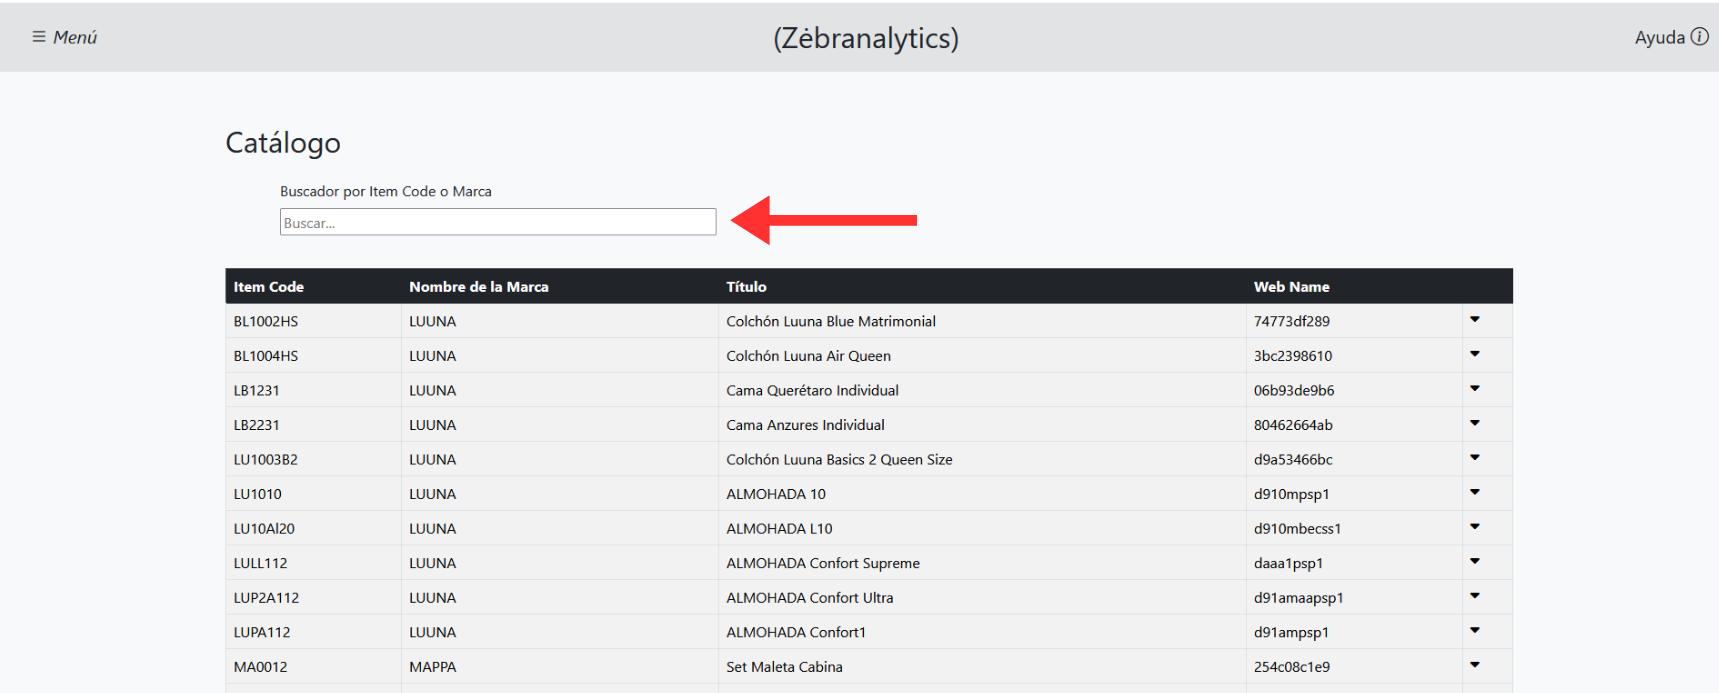 ☰ Menú (Zėbranalytics) Ayuda ⓘ
Catálogo
Buscador por Item Code o Marca
Buscar...
Item Code Nombre de la Marca Título Web Name
BL1002HS LUUNA Colchón Luuna Blue Matrimonial 74773df289
BL1004HS LUUNA Colchón Luuna Air Queen 3bc2398610
LB1231 LUUNA Cama Querétaro Individual 06b93de9b6
LB2231 LUUNA Cama Anzures Individual 80462664ab
LU1003B2 LUUNA Colchón Luuna Basics 2 Queen Size d9a53466bc
LU1010 LUUNA ALMOHADA 10 d910mpsp1
LU10Al20 LUUNA ALMOHADA L10 d910mbecss1
LULL112 LUUNA ALMOHADA Confort Supreme daaa1psp1
LUP2A112 LUUNA ALMOHADA Confort Ultra d91amaapsp1
LUPA112 LUUNA ALMOHADA Confort1 d91ampsp1
MA0012 MAPPA Set Maleta Cabina 254c08c1e9